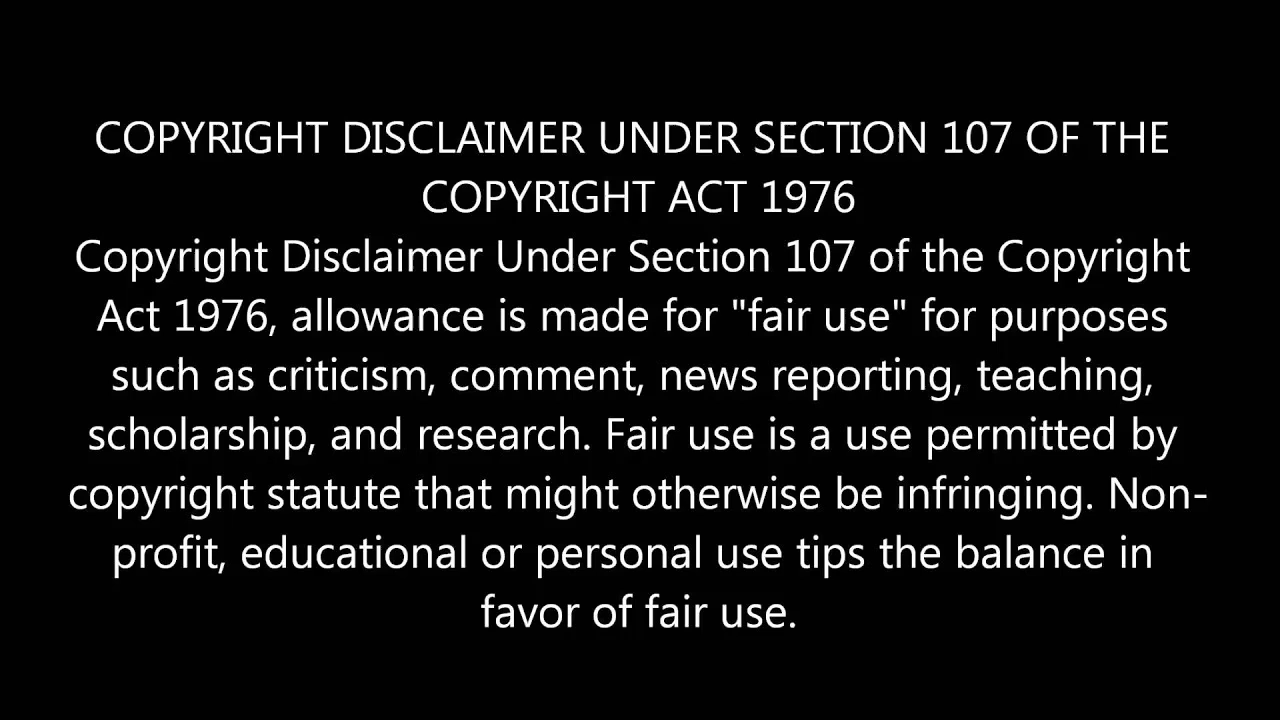 COPYRIGHT DISCLAIMER UNDER SECTION 107 OF THE
COPYRIGHT ACT 1976
Copyright Disclaimer Under Section 107 of the Copyright
Act 1976, allowance is made for "fair use" for purposes
such as criticism, comment, news reporting, teaching,
scholarship, and research. Fair use is a use permitted by
copyright statute that might otherwise be infringing. Non-
profit, educational or personal use tips the balance in
favor of fair use.